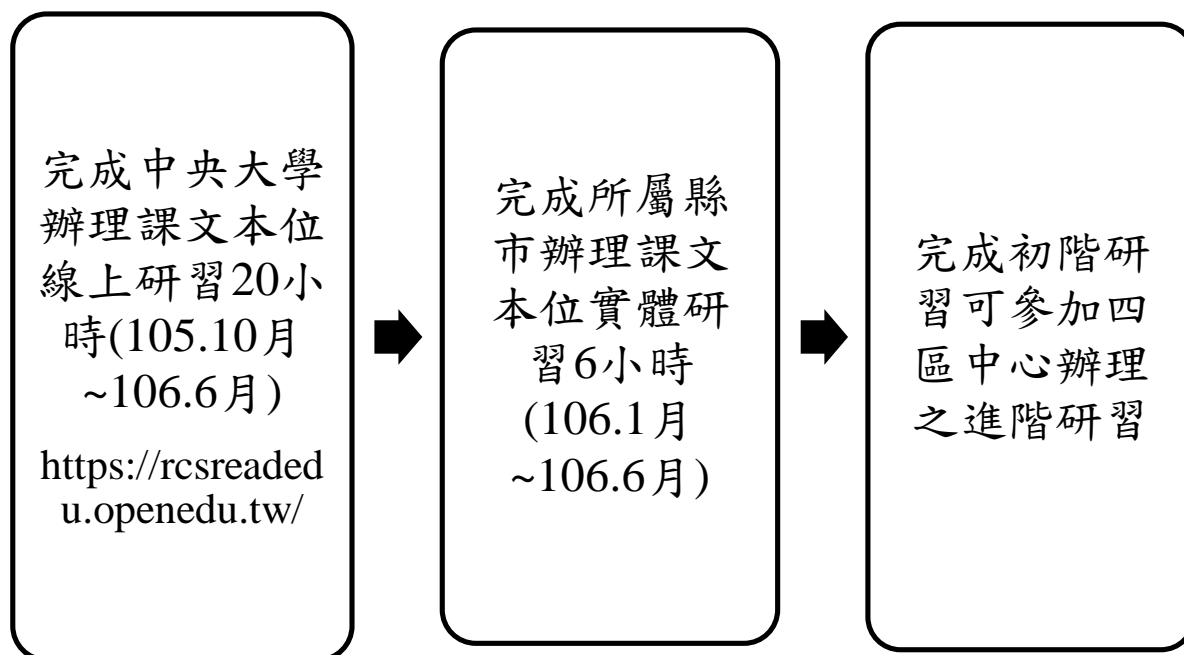 完成中央大學
辦理課文本位
線上研習20小
時(105.10月
~106.6月)
https://rcsreaded
u.openedu.tw/
完成所屬縣
市辦理課文
本位實體研
習6小時
(106.1月
~106.6月)
完成初階研
習可參加四
區中心辦理
之進階研習